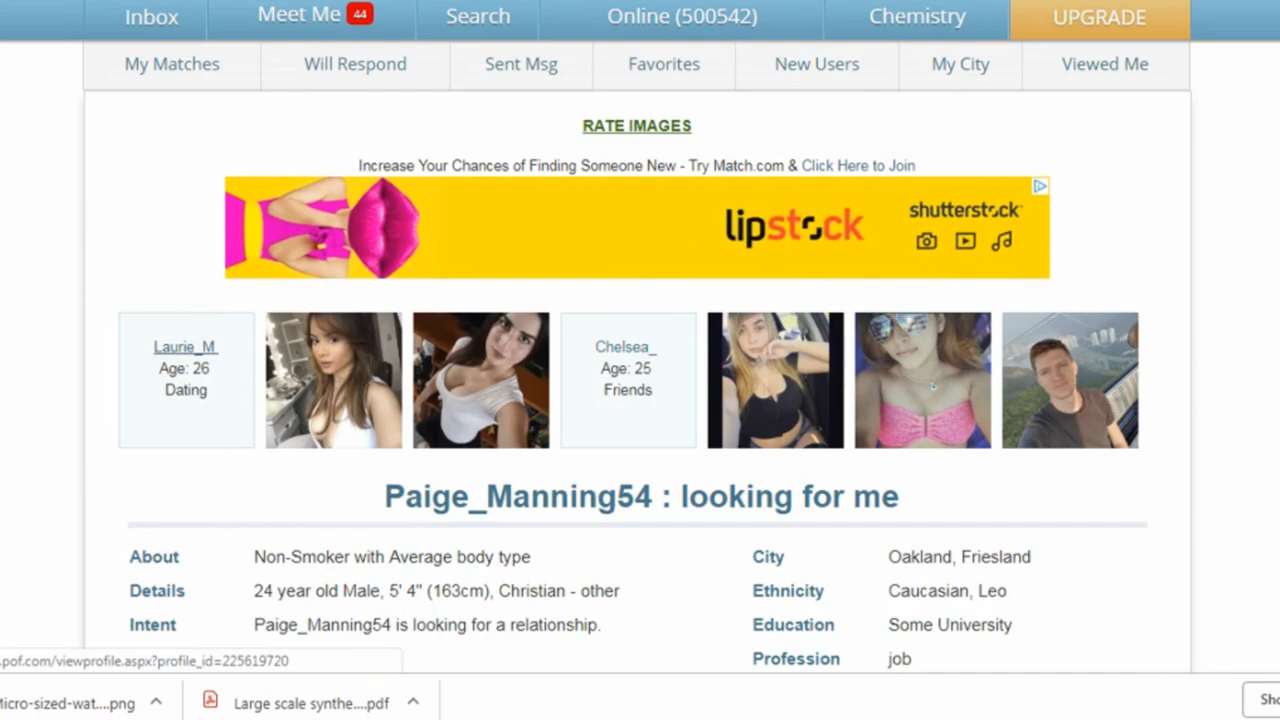 Inbox Meet Me 44 Search Online (500542) Chemistry UPGRADE
My Matches Will Respond Sent Msg Favorites New Users My City Viewed Me
RATE IMAGES
Increase Your Chances of Finding Someone New - Try Match.com & Click Here to Join
lipstock
shutterstock
Laurie_M_
Age: 26
Dating
Chelsea_
Age: 25
Friends
Paige_Manning54 : looking for me
About Non-Smoker with Average body type
City Oakland, Friesland
Details 24 year old Male, 5' 4" (163cm), Christian - other
Ethnicity Caucasian, Leo
Intent Paige_Manning54 is looking for a relationship.
Education Some University
Profession job
.pof.com/viewprofile.aspx?profile_id=225619720
Micro-sized-wat....png
Large scale synthe....pdf
Sho